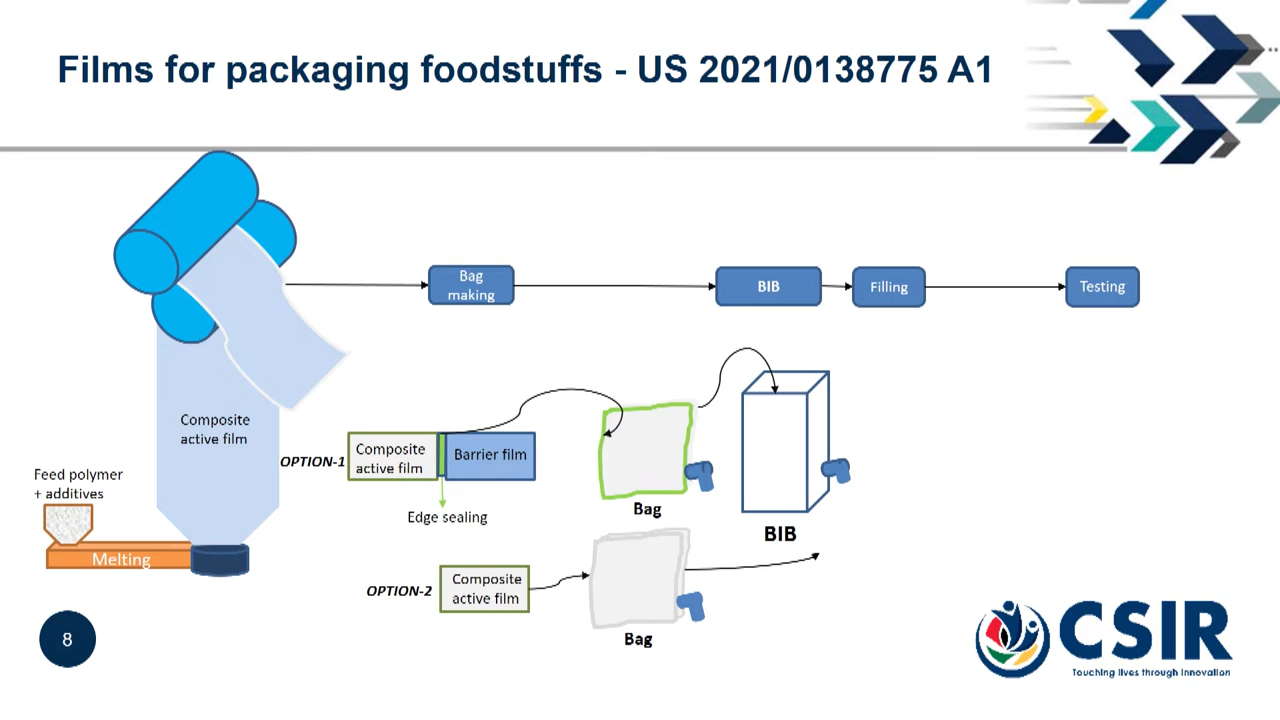 Films for packaging foodstuffs - US 2021/0138775 A1
Bag
making
BIB
Filling
Testing
Composite
active film
Feed polymer
+ additives
Melting
OPTION-1
Composite
active film
Barrier film
Edge sealing
Bag
BIB
OPTION-2
Composite
active film
Bag
8
CSIR
Touching lives through innovation